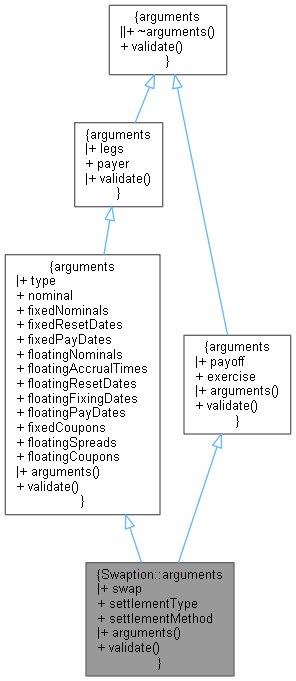 {arguments
||+ ~arguments()
+ validate()
}
{arguments
|+ legs
+ payer
|+ validate()
}
{arguments
|+ type
+ nominal
+ fixedNominals
+ fixedResetDates
+ fixedPayDates
+ floatingNominals
+ floatingAccrualTimes
+ floatingResetDates
+ floatingFixingDates
+ floatingPayDates
+ fixedCoupons
+ floatingSpreads
+ floatingCoupons
|+ arguments()
+ validate()
}
{arguments
|+ payoff
+ exercise
|+ arguments()
+ validate()
}
{Swaption::arguments
|+ swap
+ settlementType
+ settlementMethod
|+ arguments()
+ validate()
}